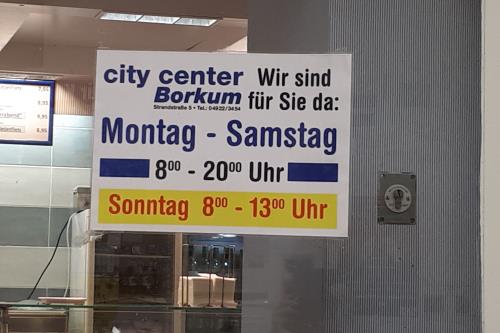 city center
Borkum
Strandstraße 5 • Tel.: 04922/3454
Wir sind
für Sie da:
Montag - Samstag
8⁰⁰ - 20⁰⁰ Uhr
Sonntag 8⁰⁰ - 13⁰⁰ Uhr